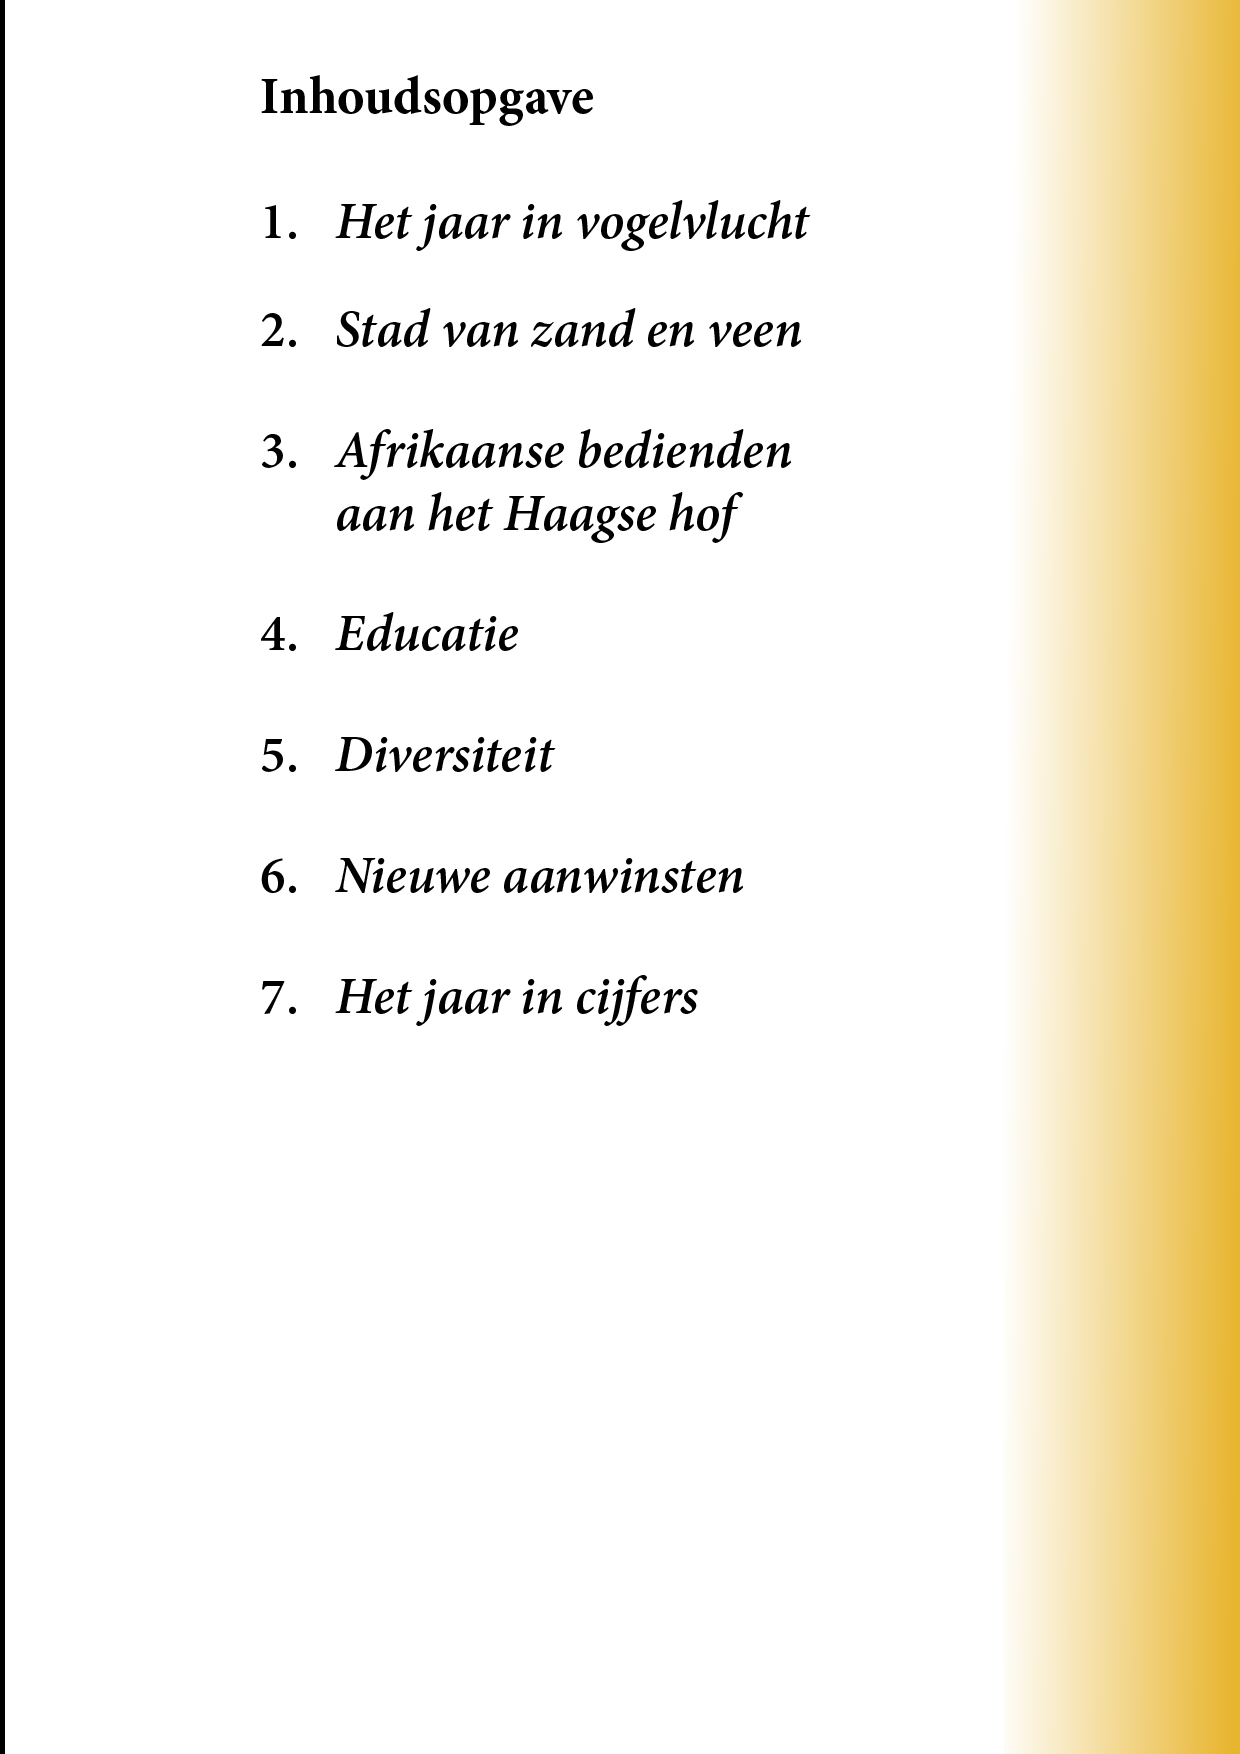 Inhoudsopgave
1. Het jaar in vogelvlucht
2. Stad van zand en veen
3. Afrikaanse bedienden
aan het Haagse hof
4. Educatie
5. Diversiteit
6. Nieuwe aanwinsten
7. Het jaar in cijfers